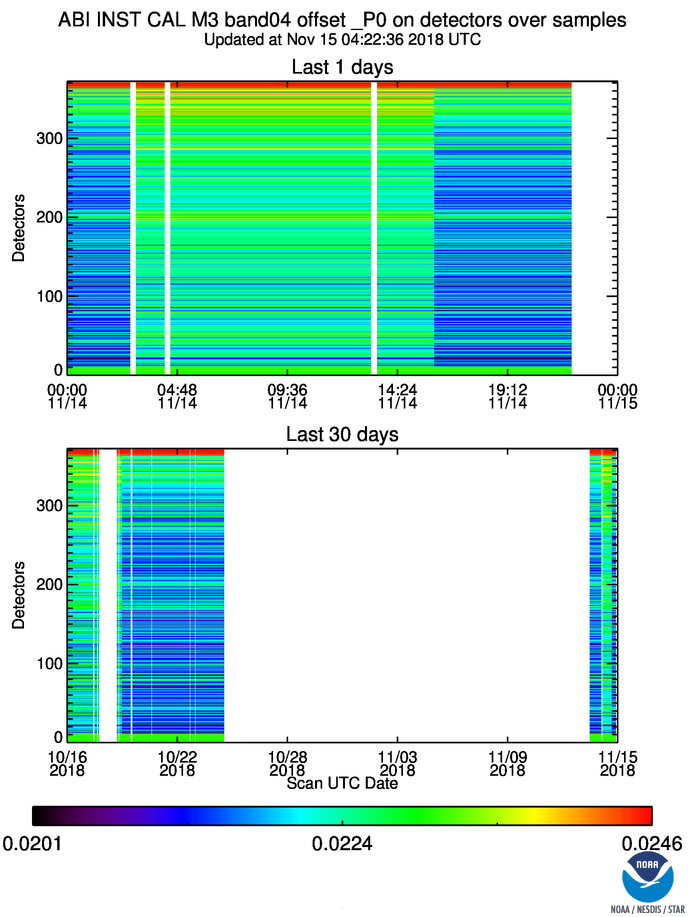 ABI INST CAL M3 band04 offset _P0 on detectors over samples
Updated at Nov 15 04:22:36 2018 UTC
Last 1 days
Detectors
300
200
100
0
00:00 04:48 09:36 14:24 19:12 00:00
11/14 11/14 11/14 11/14 11/14 11/15
Last 30 days
Detectors
300
200
100
0
10/16 10/22 10/28 11/03 11/09 11/15
2018 2018 2018 2018 2018 2018
Scan UTC Date
0.0201 0.0224 0.0246
NOAA
NOAA / NESDIS / STAR